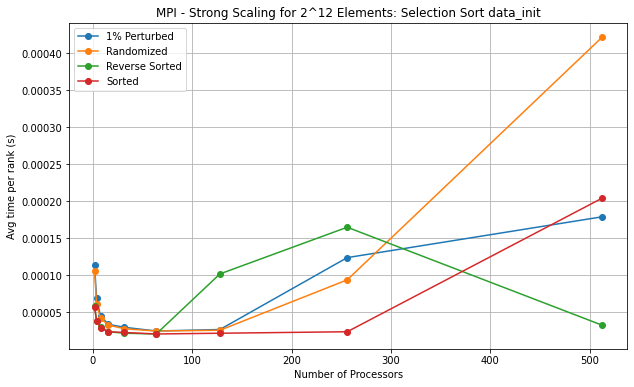 MPI - Strong Scaling for 2^12 Elements: Selection Sort data_init
1% Perturbed
Randomized
Reverse Sorted
Sorted
Avg time per rank (s)
0.00040
0.00035
0.00030
0.00025
0.00020
0.00015
0.00010
0.00005
0 100 200 300 400 500
Number of Processors